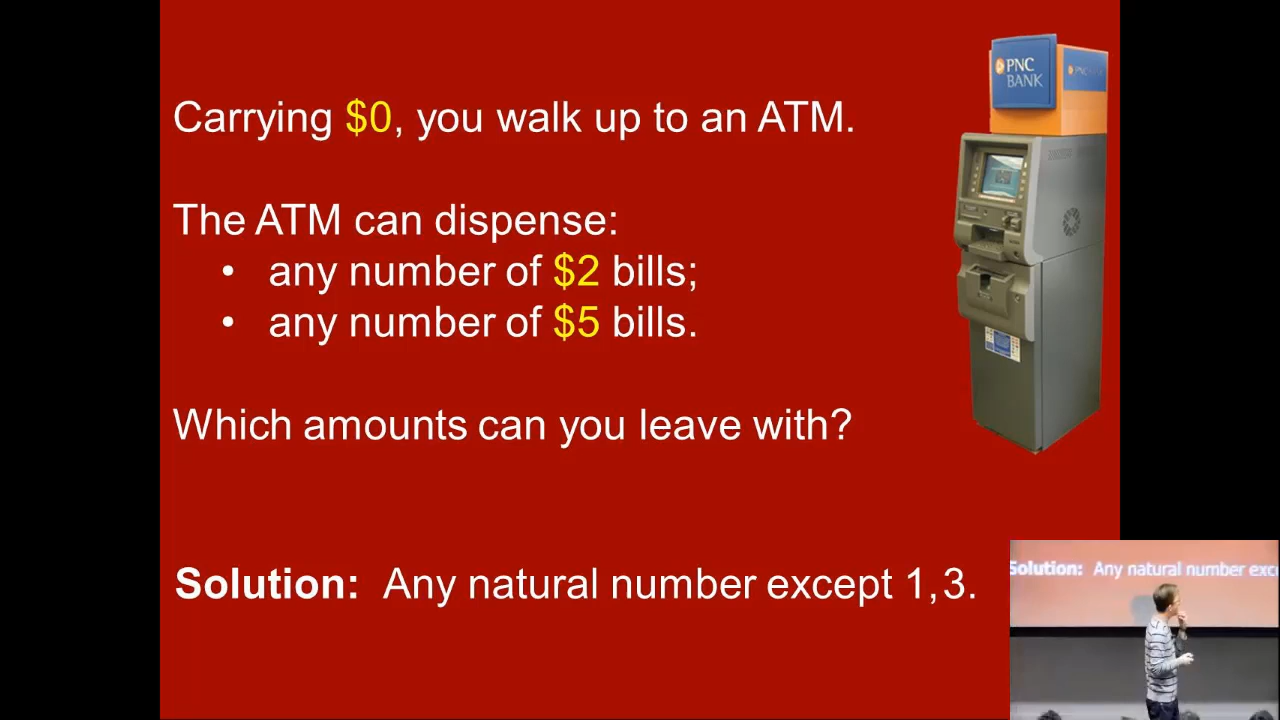 PNC
BANK
PNC
Carrying $0, you walk up to an ATM.
The ATM can dispense:
• any number of $2 bills;
• any number of $5 bills.
Which amounts can you leave with?
Solution: Any natural number except 1,3.
Solution: Any natural number exc